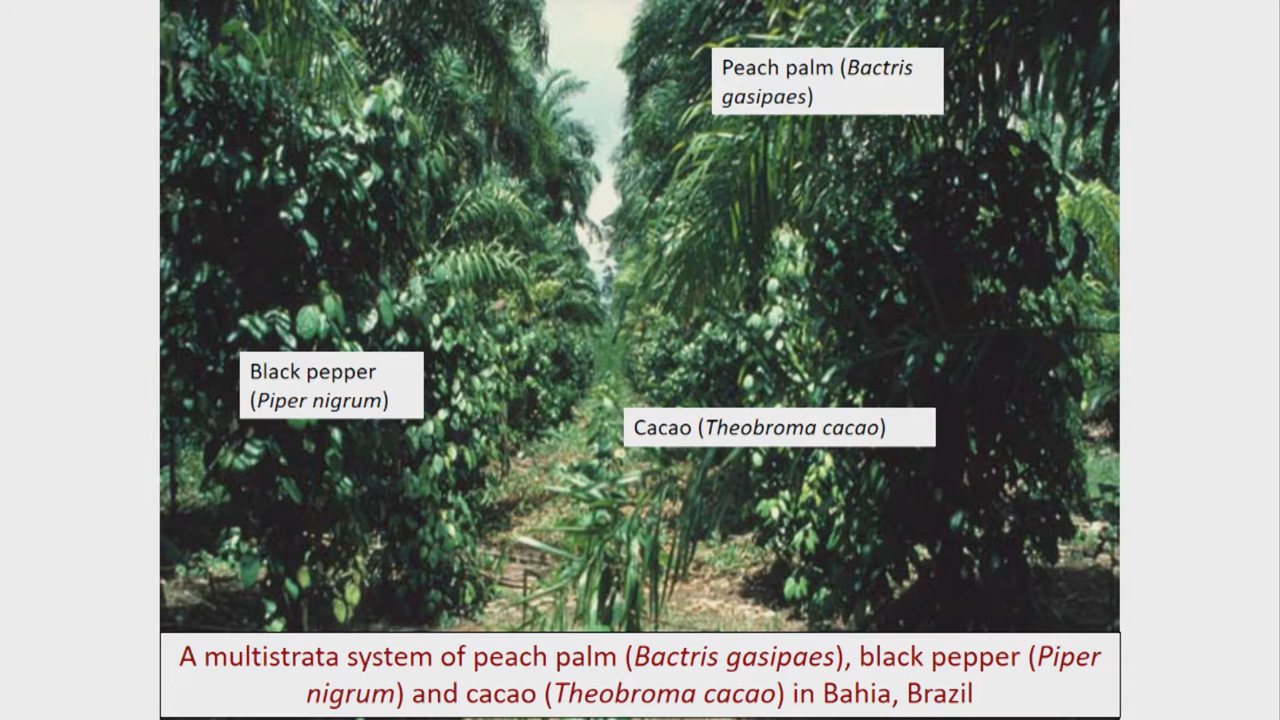 Peach palm (Bactris
gasipaes)
Black pepper
(Piper nigrum)
Cacao (Theobroma cacao)
A multistrata system of peach palm (Bactris gasipaes), black pepper (Piper
nigrum) and cacao (Theobroma cacao) in Bahia, Brazil